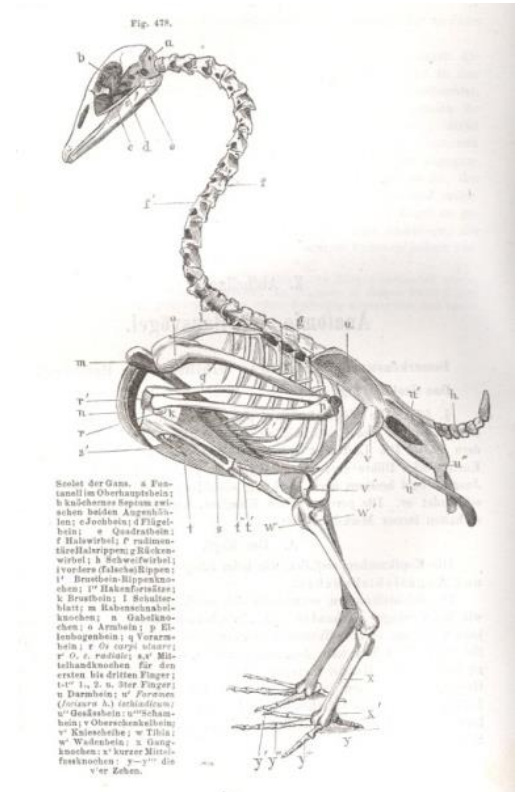 Fig. 478.
u
b
c d e
f
f'
g
u
m
q
r'
n
k
r
s'
u'
h
v
u''
v'
u'''
w'
w
t s t' t'
x
x'
y
y' y'' y'''
Scelet der Gans. a Fon-
tanell im Oberhauptsbein;
b knöchernes Septum zwi-
schen beiden Augenhöh-
len; c Jochbein; d Flügel-
bein; e Quadratbein;
f Halswirbel; f' rudimen-
täre Halsrippen; g Rücken-
wirbel; h Schweifwirbel;
i vordere (falsche) Rippen;
i' Brustbein-Rippenkno-
chen; i'' Hakenfortsätze;
k Brustbein; l Schulter-
blatt; m Rabenschnabel-
knochen; n Gabelkno-
chen; o Armbein; p El-
lenbogenbein; q Vorarm-
bein; r Os carpi ulnare;
r' O. c. radiale; s,s' Mit-
telhandknochen für den
ersten bis dritten Finger;
t-t'' 1., 2. u. 3ter Finger;
u Darmbein; u' Foramen
(Incisura b.) ischiadicum;
u'' Gesässbein; u''' Scham-
bein; v Oberschenkelbein;
v' Kniescheibe; w Tibia;
w' Wadenbein; x Gang-
knochen; x' kurzer Mittel-
fussknochen; y—y''' die
vier Zehen.